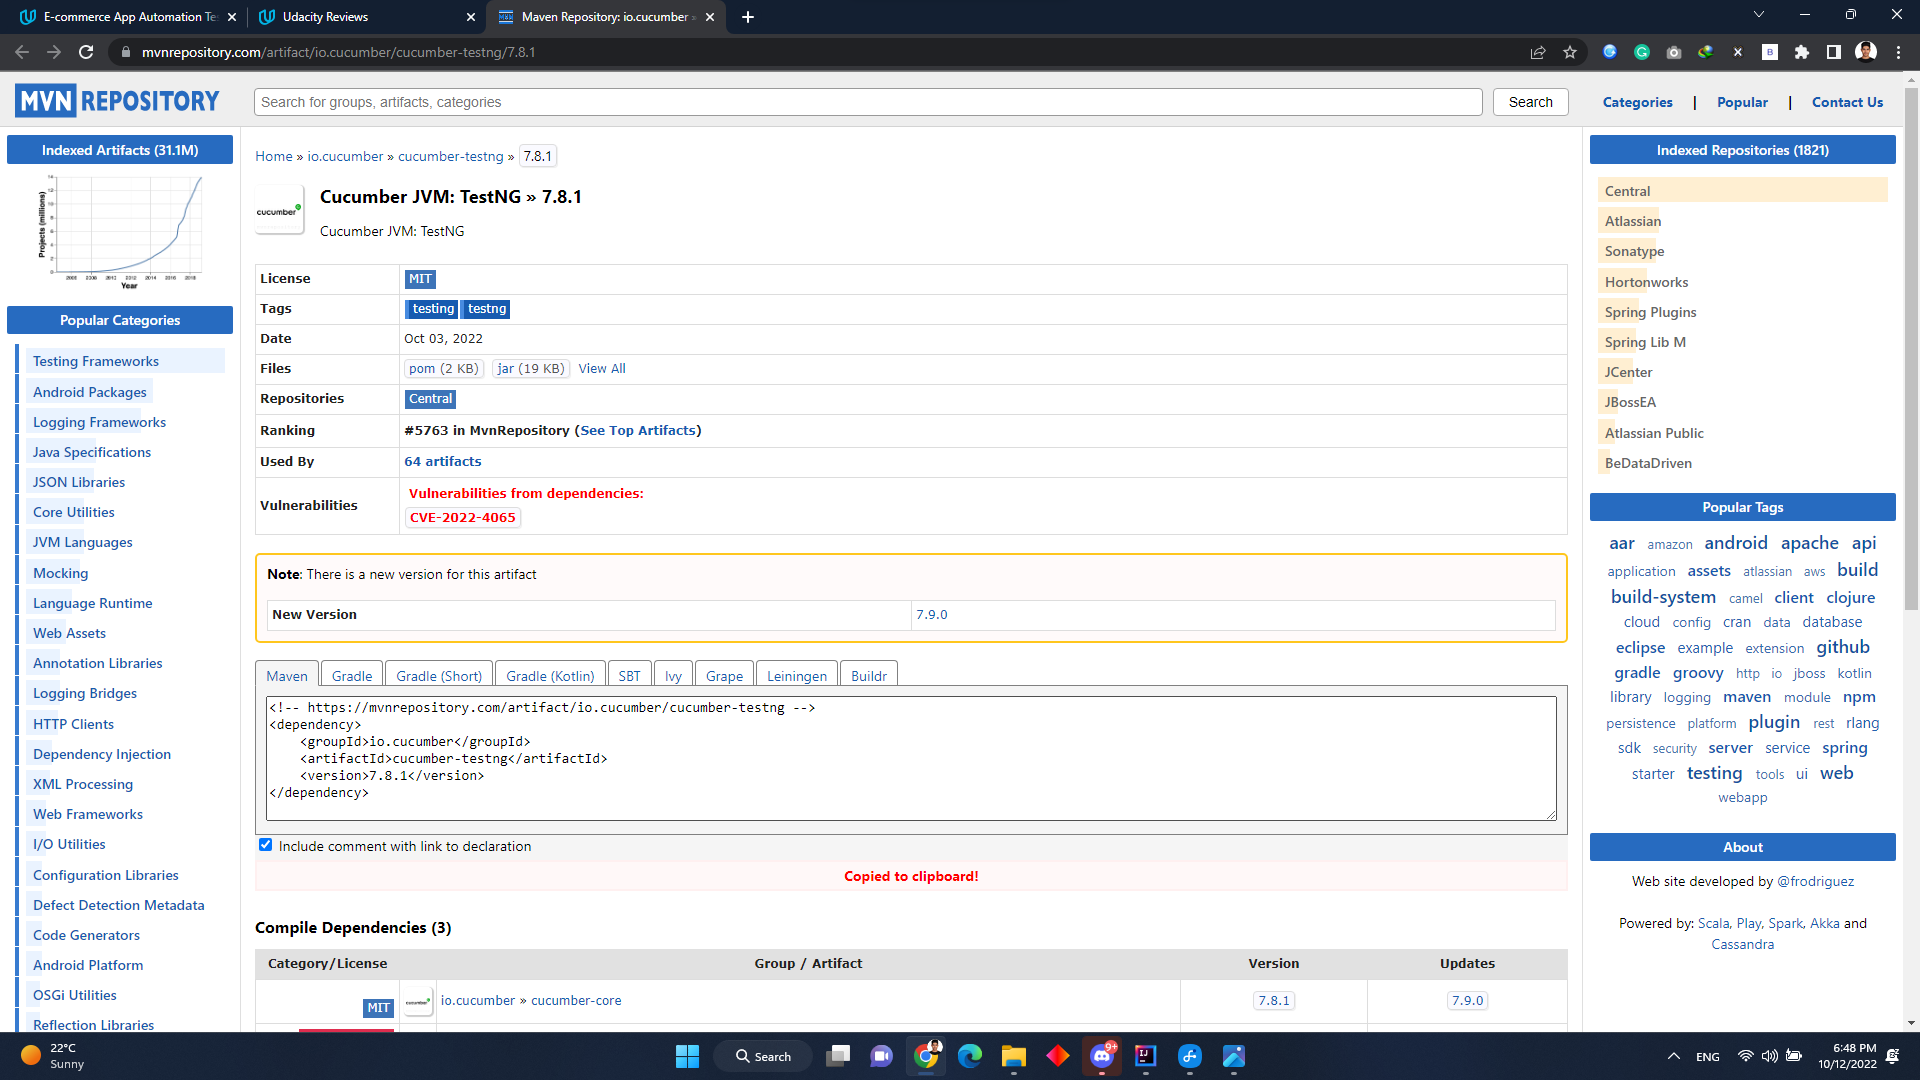 E-commerce App Automation Te
Udacity Reviews
Maven Repository: io.cucumber »
mvnrepository.com/artifact/io.cucumber/cucumber-testng/7.8.1
MVN REPOSITORY
Search for groups, artifacts, categories
Search
Categories | Popular | Contact Us
Indexed Artifacts (31.1M)
Projects (millions)
Year
Popular Categories
Testing Frameworks
Android Packages
Logging Frameworks
Java Specifications
JSON Libraries
Core Utilities
JVM Languages
Mocking
Language Runtime
Web Assets
Annotation Libraries
Logging Bridges
HTTP Clients
Dependency Injection
XML Processing
Web Frameworks
I/O Utilities
Configuration Libraries
Defect Detection Metadata
Code Generators
Android Platform
OSGi Utilities
Reflection Libraries
Home » io.cucumber » cucumber-testng » 7.8.1
cucumber
Cucumber JVM: TestNG » 7.8.1
Cucumber JVM: TestNG
License MIT
Tags testing testng
Date Oct 03, 2022
Files pom (2 KB) jar (19 KB) View All
Repositories Central
Ranking #5763 in MvnRepository (See Top Artifacts)
Used By 64 artifacts
Vulnerabilities Vulnerabilities from dependencies:
CVE-2022-4065
Note: There is a new version for this artifact
New Version 7.9.0
Maven Gradle Gradle (Short) Gradle (Kotlin) SBT Ivy Grape Leiningen Buildr
<!-- https://mvnrepository.com/artifact/io.cucumber/cucumber-testng -->
<dependency>
    <groupId>io.cucumber</groupId>
    <artifactId>cucumber-testng</artifactId>
    <version>7.8.1</version>
</dependency>
Include comment with link to declaration
Copied to clipboard!
Compile Dependencies (3)
Category/License Group / Artifact Version Updates
MIT cucumber io.cucumber » cucumber-core 7.8.1 7.9.0
Indexed Repositories (1821)
Central
Atlassian
Sonatype
Hortonworks
Spring Plugins
Spring Lib M
JCenter
JBossEA
Atlassian Public
BeDataDriven
Popular Tags
aar amazon android apache api
application assets atlassian aws build
build-system camel client clojure
cloud config cran data database
eclipse example extension github
gradle groovy http io jboss kotlin
library logging maven module npm
persistence platform plugin rest rlang
sdk security server service spring
starter testing tools ui web
webapp
About
Web site developed by @frodriguez
Powered by: Scala, Play, Spark, Akka and
Cassandra
22°C
Sunny
Search
9+
ENG
6:48 PM
10/12/2022